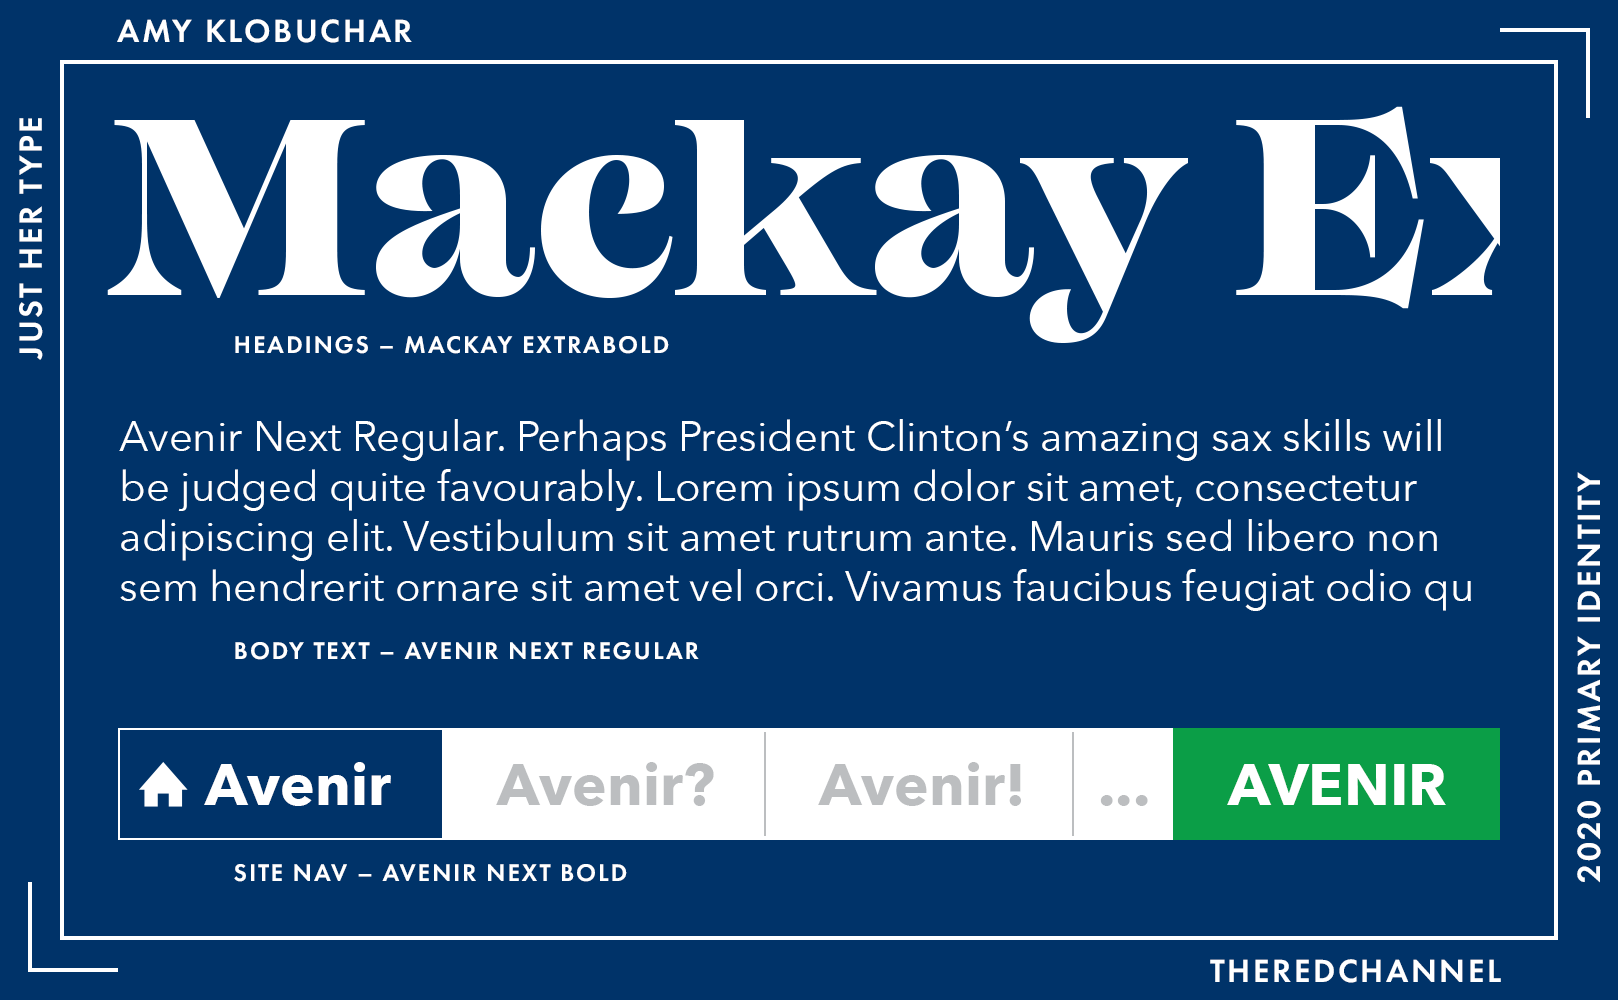 AMY KLOBUCHAR
JUST HER TYPE
Mackay Ex
HEADINGS – MACKAY EXTRABOLD
Avenir Next Regular. Perhaps President Clinton’s amazing sax skills will
be judged quite favourably. Lorem ipsum dolor sit amet, consectetur
adipiscing elit. Vestibulum sit amet rutrum ante. Mauris sed libero non
sem hendrerit ornare sit amet vel orci. Vivamus faucibus feugiat odio qu
BODY TEXT – AVENIR NEXT REGULAR
Avenir Avenir? Avenir! ... AVENIR
SITE NAV – AVENIR NEXT BOLD
2020 PRIMARY IDENTITY
THEREDCHANNEL